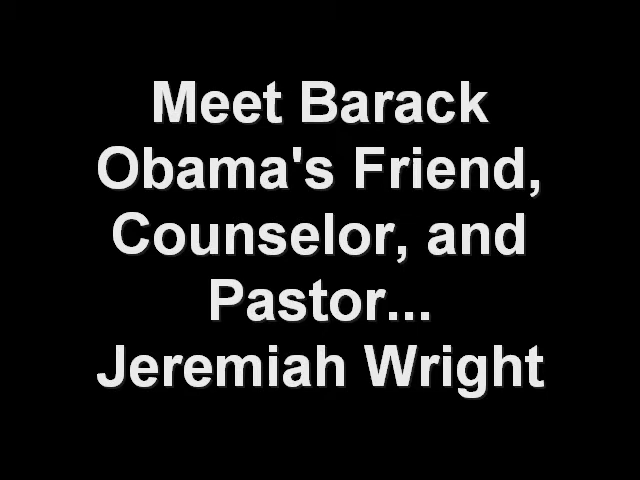 Meet Barack
Obama's Friend,
Counselor, and
Pastor...
Jeremiah Wright